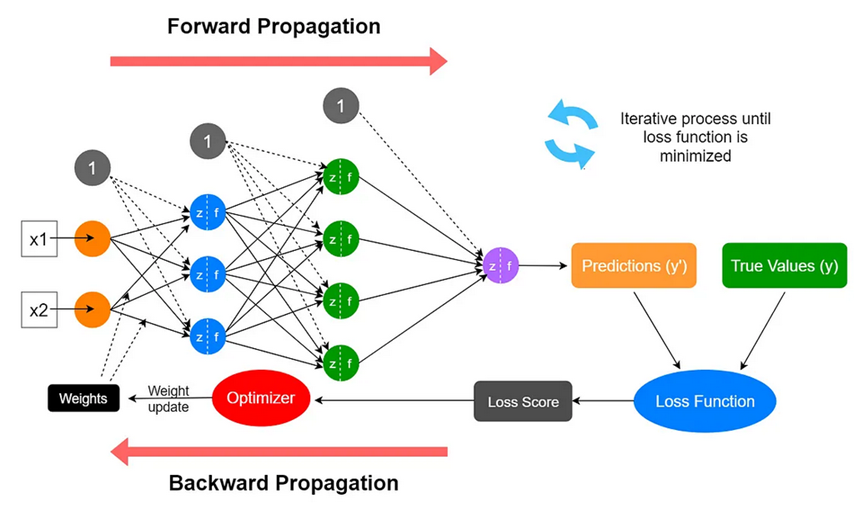 Forward Propagation
1
1
1
Iterative process until
loss function is
minimized
x1
x2
z f
z f
z f
z f
z f
z f
z f
z f
Predictions (y')
True Values (y)
Weights
Weight
update
Optimizer
Loss Score
Loss Function
Backward Propagation